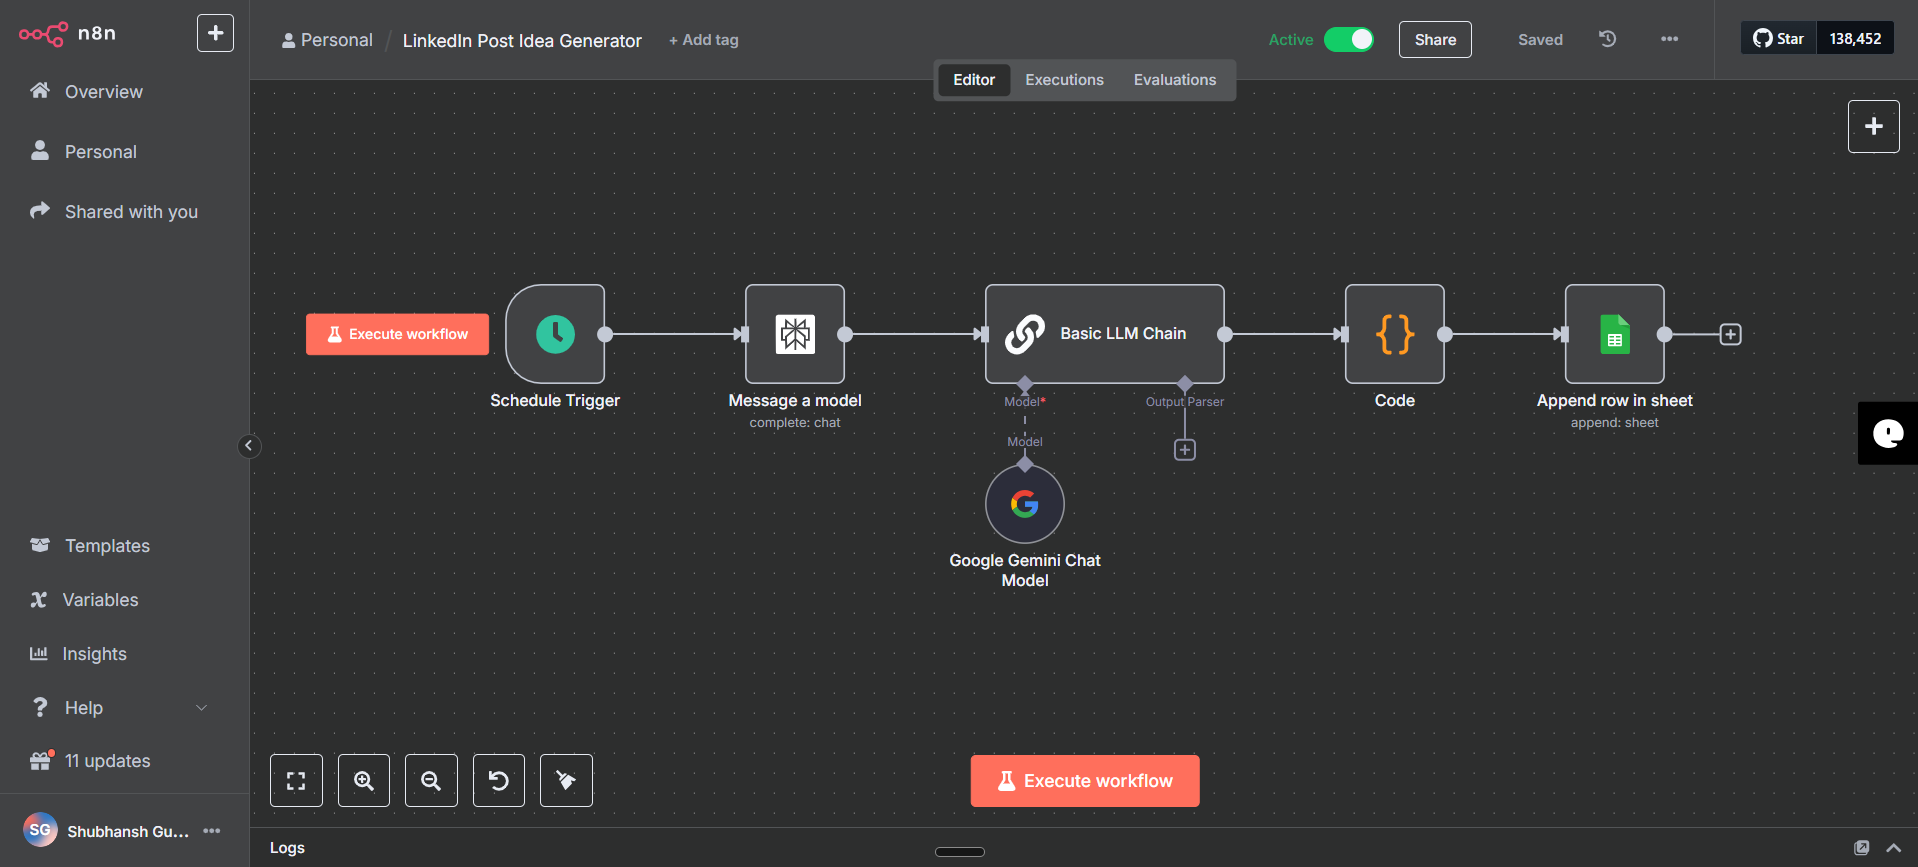 n8n
Overview
Personal
Shared with you
Templates
Variables
Insights
Help
11 updates
SG
Shubhansh Gu...
Personal / LinkedIn Post Idea Generator + Add tag
Active
Share
Saved
Star 138,452
Editor Executions Evaluations
Execute workflow
Schedule Trigger
Message a model
complete: chat
Basic LLM Chain
Model*
Output Parser
Model
Google Gemini Chat
Model
Code
Append row in sheet
append: sheet
Execute workflow
Logs